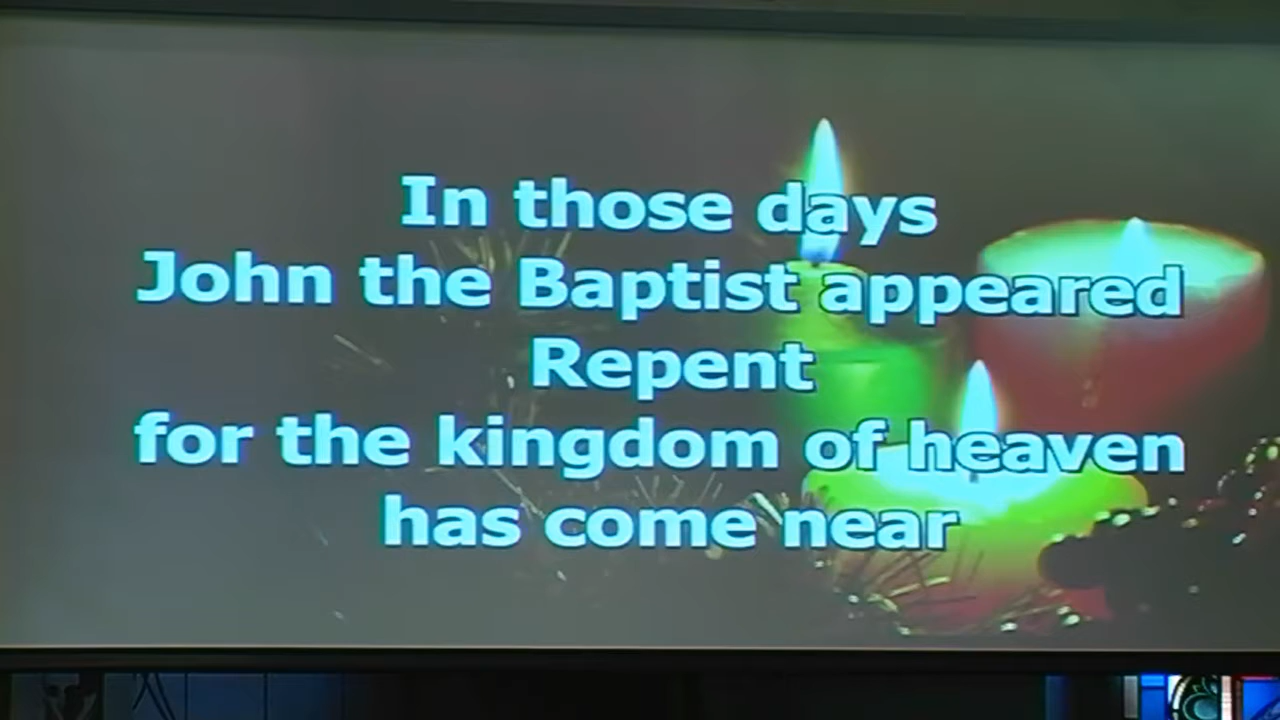 In those days
John the Baptist appeared
Repent
for the kingdom of heaven
has come near